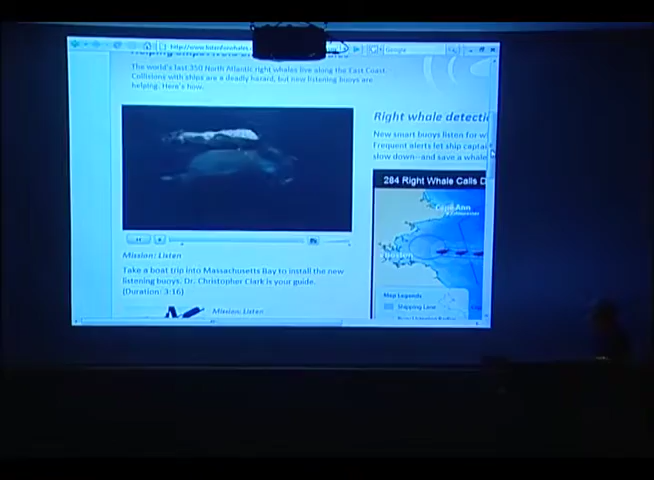 http://www.listenforwhales.
Google
The world's last 350 North Atlantic right whales live along the East Coast.
Collisions with ships are a deadly hazard, but new listening buoys are
helping. Here's how.
Right whale detecti
New smart buoys listen for w
Frequent alerts let ship captai
slow down—and save a whale
284 Right Whale Calls D
Cape Ann
Boston
Map Legends
Shipping Lane
Mission: Listen
Take a boat trip into Massachusetts Bay to install the new
listening buoys. Dr. Christopher Clark is your guide.
(Duration: 3:16)
Mission: Listen